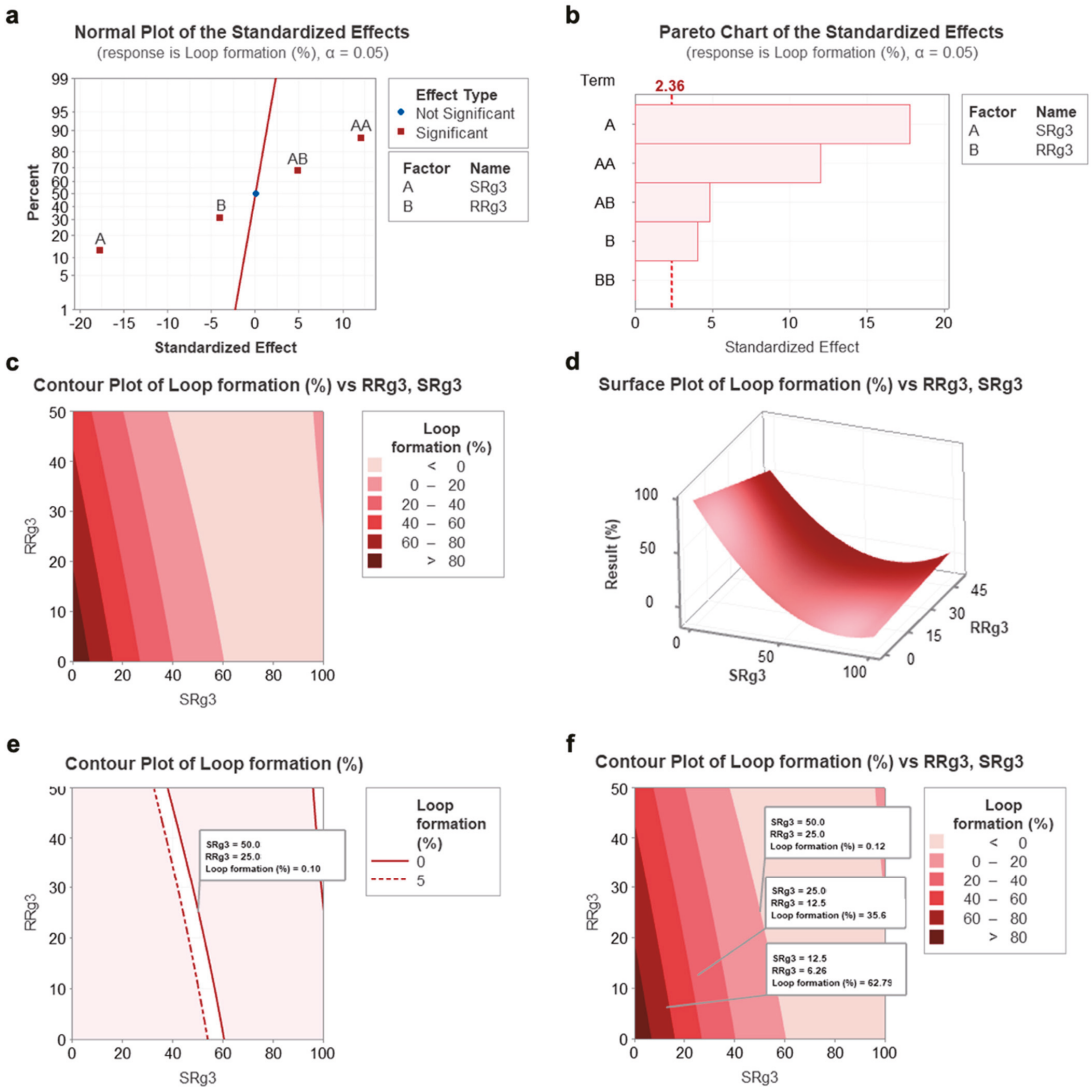 a
Normal Plot of the Standardized Effects
(response is Loop formation (%), α = 0.05)
99
95
90
80
70
60
50
40
30
20
10
5
1
Percent
A
B
AB
AA
-20 -15 -10 -5 0 5 10
Standardized Effect
Effect Type
Not Significant
Significant
Factor Name
A SRg3
B RRg3
b
Pareto Chart of the Standardized Effects
(response is Loop formation (%), α = 0.05)
Term
2.36
A
AA
AB
B
BB
0 5 10 15 20
Standardized Effect
Factor Name
A SRg3
B RRg3
c
Contour Plot of Loop formation (%) vs RRg3, SRg3
50
40
30
20
10
0
RRg3
0 20 40 60 80 100
SRg3
Loop
formation (%)
< 0
0 – 20
20 – 40
40 – 60
60 – 80
> 80
d
Surface Plot of Loop formation (%) vs RRg3, SRg3
100
50
0
Result (%)
0
50
100
SRg3
0
15
30
45
RRg3
e
Contour Plot of Loop formation (%)
50
40
30
20
10
0
RRg3
0 20 40 60 80 100
SRg3
SRg3 = 50.0
RRg3 = 25.0
Loop formation (%) = 0.10
Loop
formation
(%)
0
5
f
Contour Plot of Loop formation (%) vs RRg3, SRg3
50
40
30
20
10
0
RRg3
0 20 40 60 80 100
SRg3
SRg3 = 50.0
RRg3 = 25.0
Loop formation (%) = 0.12
SRg3 = 25.0
RRg3 = 12.5
Loop formation (%) = 35.6
SRg3 = 12.5
RRg3 = 6.26
Loop formation (%) = 62.79
Loop
formation (%)
< 0
0 – 20
20 – 40
40 – 60
60 – 80
> 80